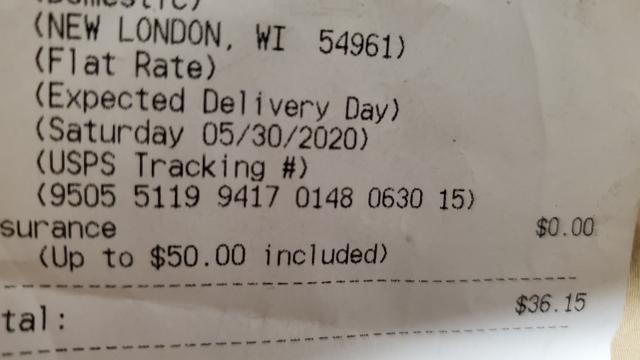 (Domestic)
(NEW LONDON, WI 54961)
(Flat Rate)
(Expected Delivery Day)
(Saturday 05/30/2020)
(USPS Tracking #)
(9505 5119 9417 0148 0630 15)
surance $0.00
(Up to $50.00 included)
tal: $36.15